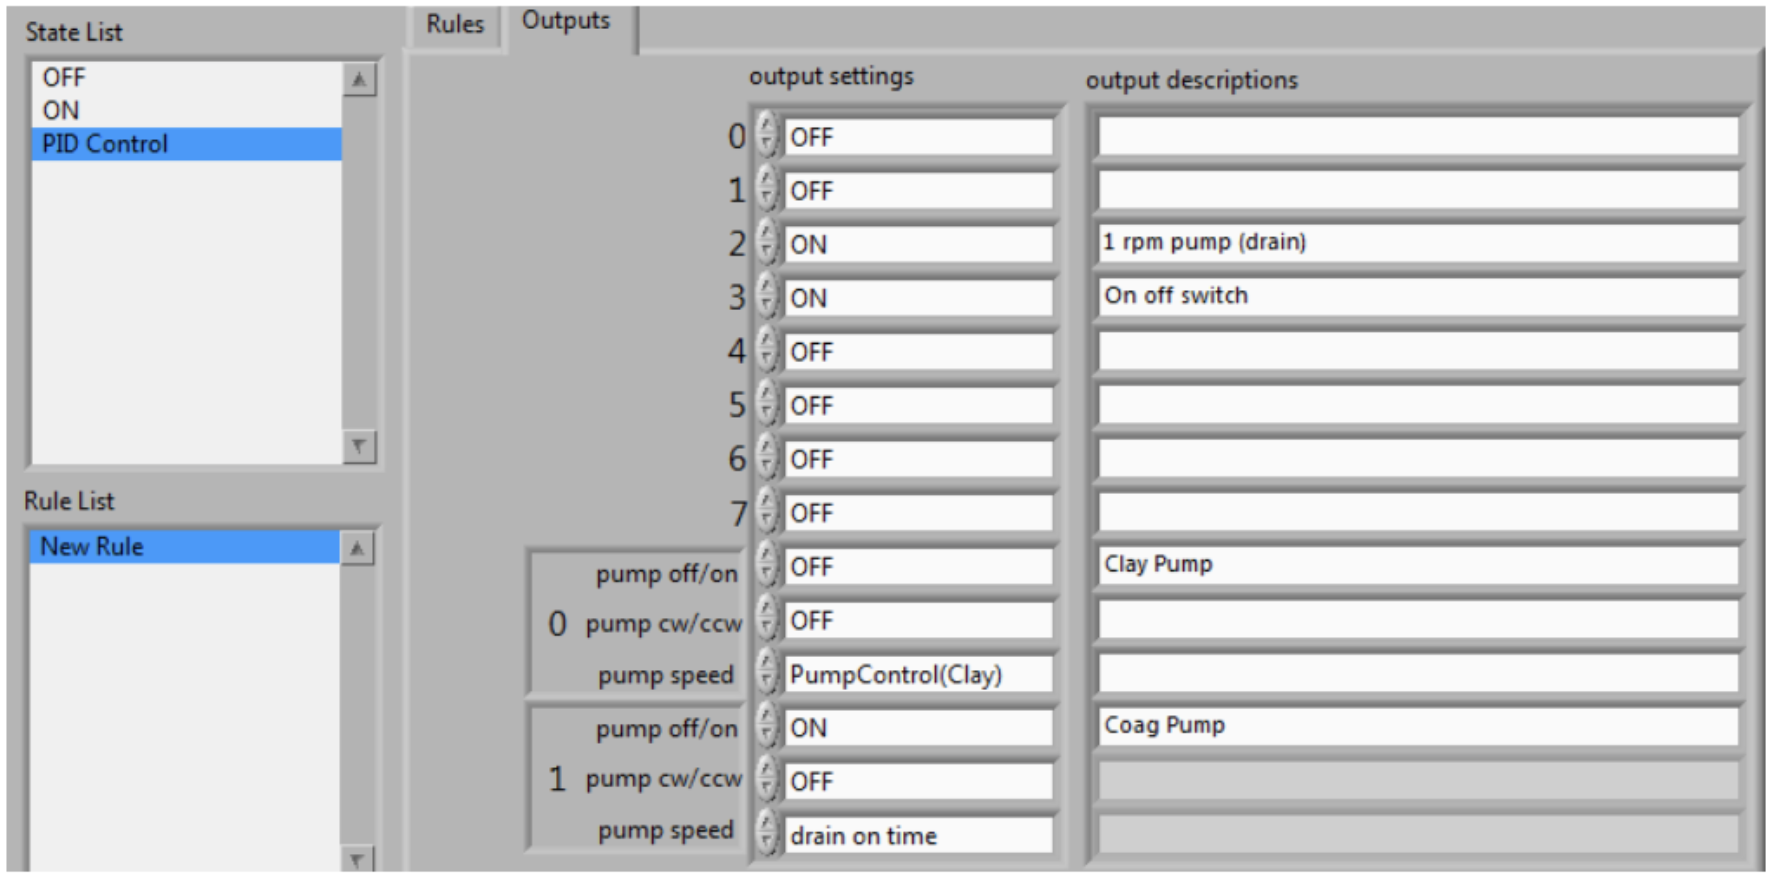 State List
OFF
ON
PID Control
Rule List
New Rule
Rules Outputs
output settings output descriptions
0 OFF
1 OFF
2 ON 1 rpm pump (drain)
3 ON On off switch
4 OFF
5 OFF
6 OFF
7 OFF
pump off/on OFF Clay Pump
0 pump cw/ccw OFF
pump speed PumpControl(Clay)
pump off/on ON Coag Pump
1 pump cw/ccw OFF
pump speed drain on time